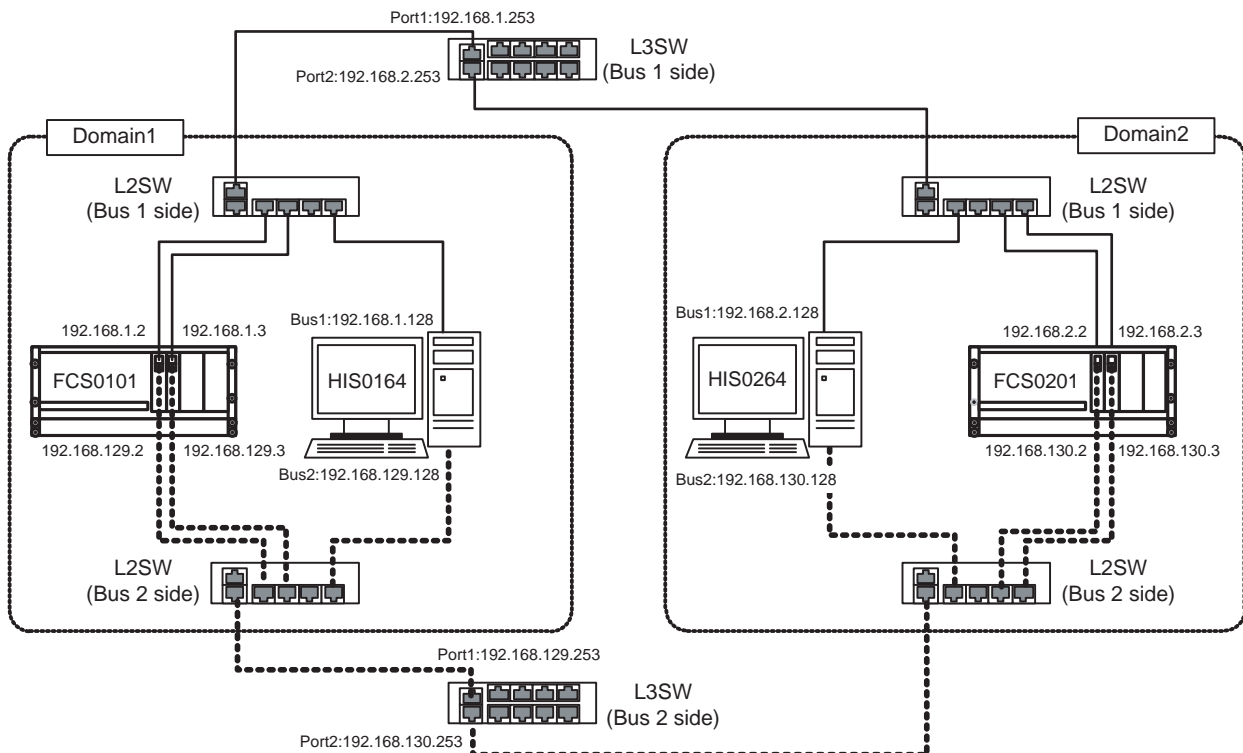 Port1:192.168.1.253
L3SW
(Bus 1 side)
Port2:192.168.2.253
Domain1
Domain2
L2SW
(Bus 1 side)
L2SW
(Bus 1 side)
192.168.1.2
192.168.1.3
Bus1:192.168.1.128
Bus1:192.168.2.128
192.168.2.2
192.168.2.3
FCS0101
HIS0164
HIS0264
FCS0201
192.168.129.2
192.168.129.3
Bus2:192.168.129.128
Bus2:192.168.130.128
192.168.130.2
192.168.130.3
L2SW
(Bus 2 side)
L2SW
(Bus 2 side)
Port1:192.168.129.253
L3SW
(Bus 2 side)
Port2:192.168.130.253